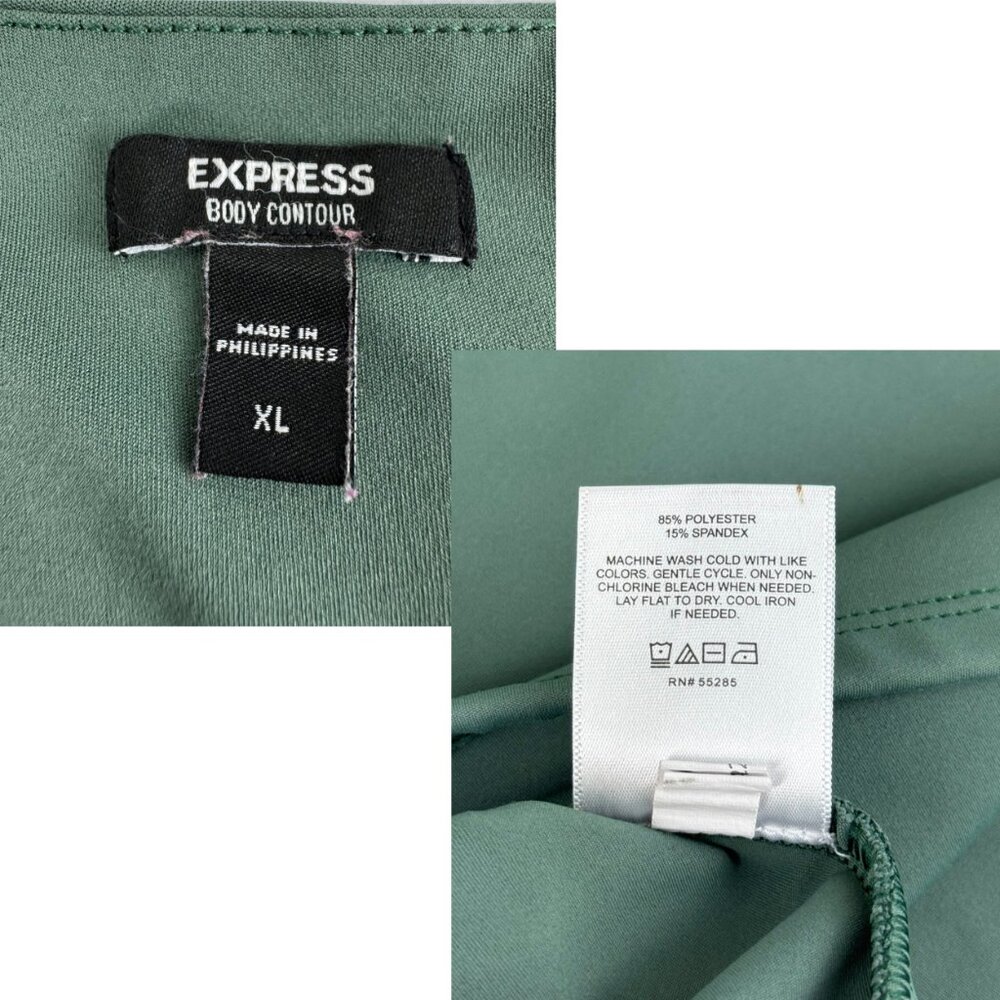 EXPRESS
BODY CONTOUR
MADE IN
PHILIPPINES
XL
85% POLYESTER
15% SPANDEX
MACHINE WASH COLD WITH LIKE
COLORS. GENTLE CYCLE. ONLY NON-
CHLORINE BLEACH WHEN NEEDED.
LAY FLAT TO DRY. COOL IRON
IF NEEDED.
RN# 55285